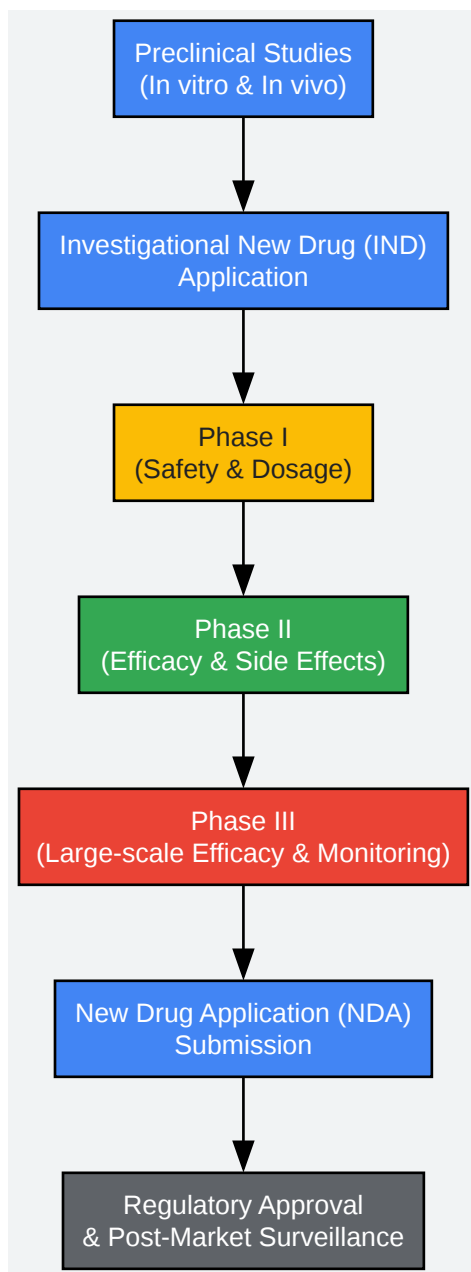 Preclinical Studies
(In vitro & In vivo)
Investigational New Drug (IND)
Application
Phase I
(Safety & Dosage)
Phase II
(Efficacy & Side Effects)
Phase III
(Large-scale Efficacy & Monitoring)
New Drug Application (NDA)
Submission
Regulatory Approval
& Post-Market Surveillance